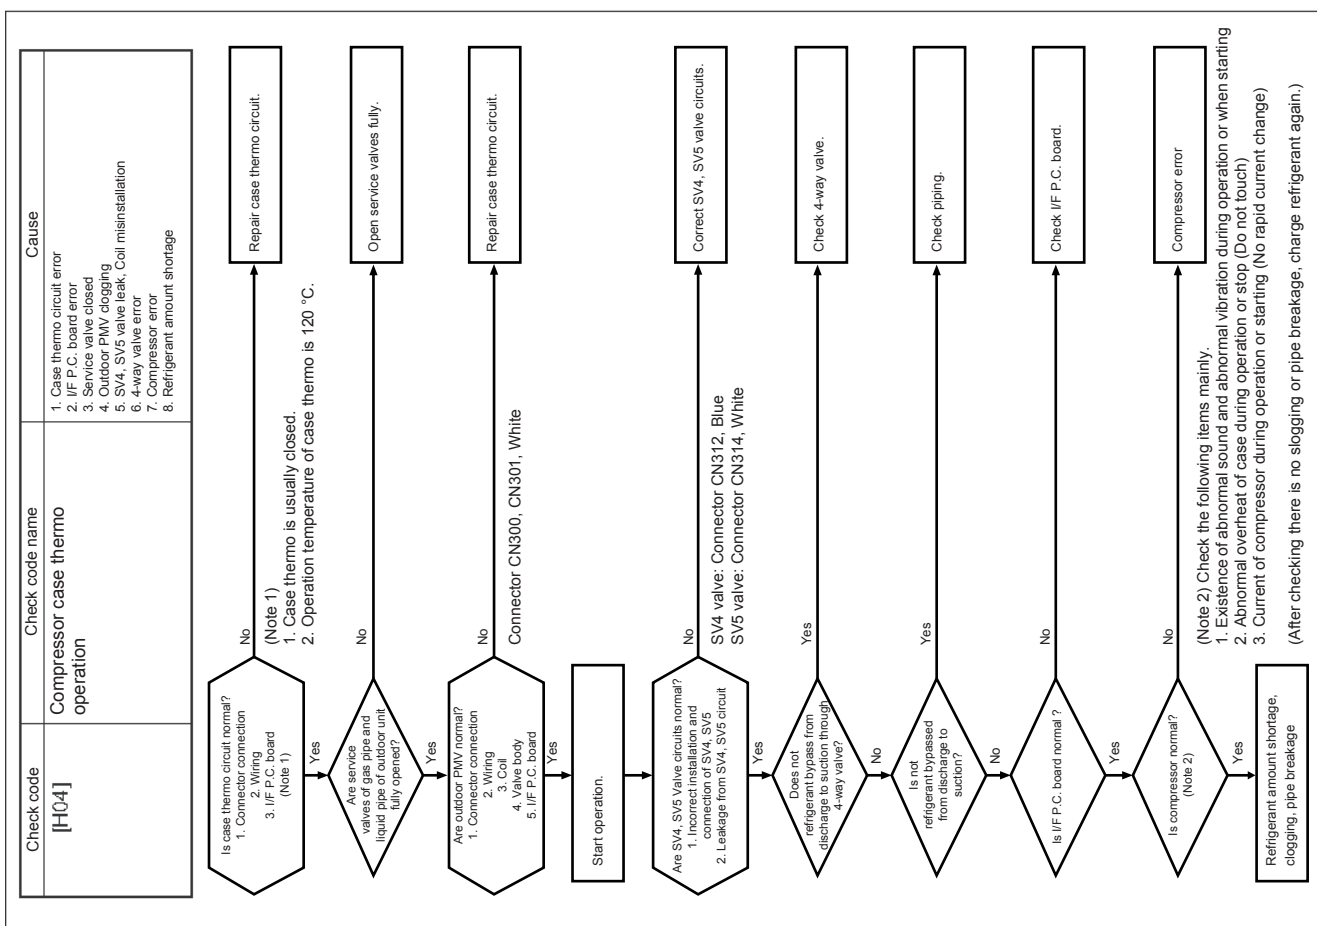 Check code
Check code name
Cause
[H04]
Compressor case thermo
operation
1. Case thermo circuit error
2. I/F P.C. board error
3. Service valve closed
4. Outdoor PMV clogging
5. SV4, SV5 valve leak, Coil misinstallation
6. 4-way valve error
7. Compressor error
8. Refrigerant amount shortage
Is case thermo circuit normal?
1. Connector connection
2. Wiring
3. I/F P.C. board
(Note 1)
No
Repair case thermo circuit.
(Note 1)
1. Case thermo is usually closed.
2. Operation temperature of case thermo is 120 °C.
Yes
Are service
valves of gas pipe and
liquid pipe of outdoor unit
fully opened?
No
Open service valves fully.
Yes
Are outdoor PMV normal?
1. Connector connection
2. Wiring
3. Coil
4. Valve body
5. I/F P.C. board
No
Repair case thermo circuit.
Connector CN300, CN301, White
Yes
Start operation.
Are SV4, SV5 Valve circuits normal?
1. Incorrect installation and
connection of SV4, SV5
2. Leakage from SV4, SV5 circuit
No
Correct SV4, SV5 valve circuits.
SV4 valve: Connector CN312, Blue
SV5 valve: Connector CN314, White
Yes
Does not
refrigerant bypass from
discharge to suction through
4-way valve?
Yes
Check 4-way valve.
No
Is not
refrigerant bypassed
from discharge to
suction?
Yes
Check piping.
No
Is I/F P.C. board normal ?
No
Check I/F P.C. board.
Yes
Is compressor normal?
(Note 2)
No
Compressor error
Yes
(Note 2) Check the following items mainly.
1. Existence of abnormal sound and abnormal vibration during operation or when starting
2. Abnormal overheat of case during operation or stop (Do not touch)
3. Current of compressor during operation or starting (No rapid current change)
Refrigerant amount shortage,
clogging, pipe breakage
(After checking there is no slogging or pipe breakage, charge refrigerant again.)